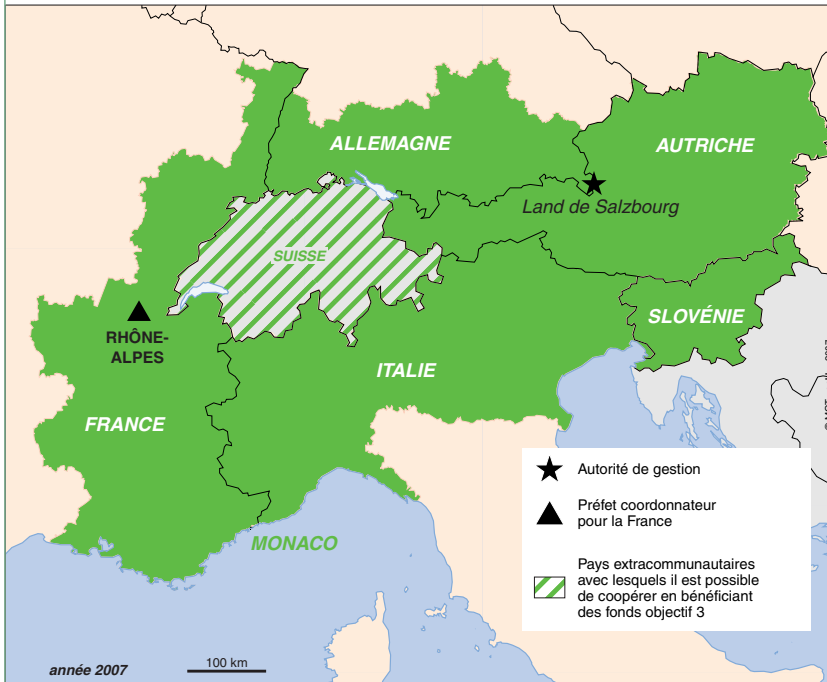 ALLEMAGNE
AUTRICHE
Land de Salzbourg
SUISSE
SLOVÉNIE
RHÔNE-
ALPES
ITALIE
FRANCE
MONACO
Autorité de gestion
Préfet coordonnateur
pour la France
Pays extracommunautaires
avec lesquels il est possible
de coopérer en bénéficiant
des fonds objectif 3
année 2007
100 km